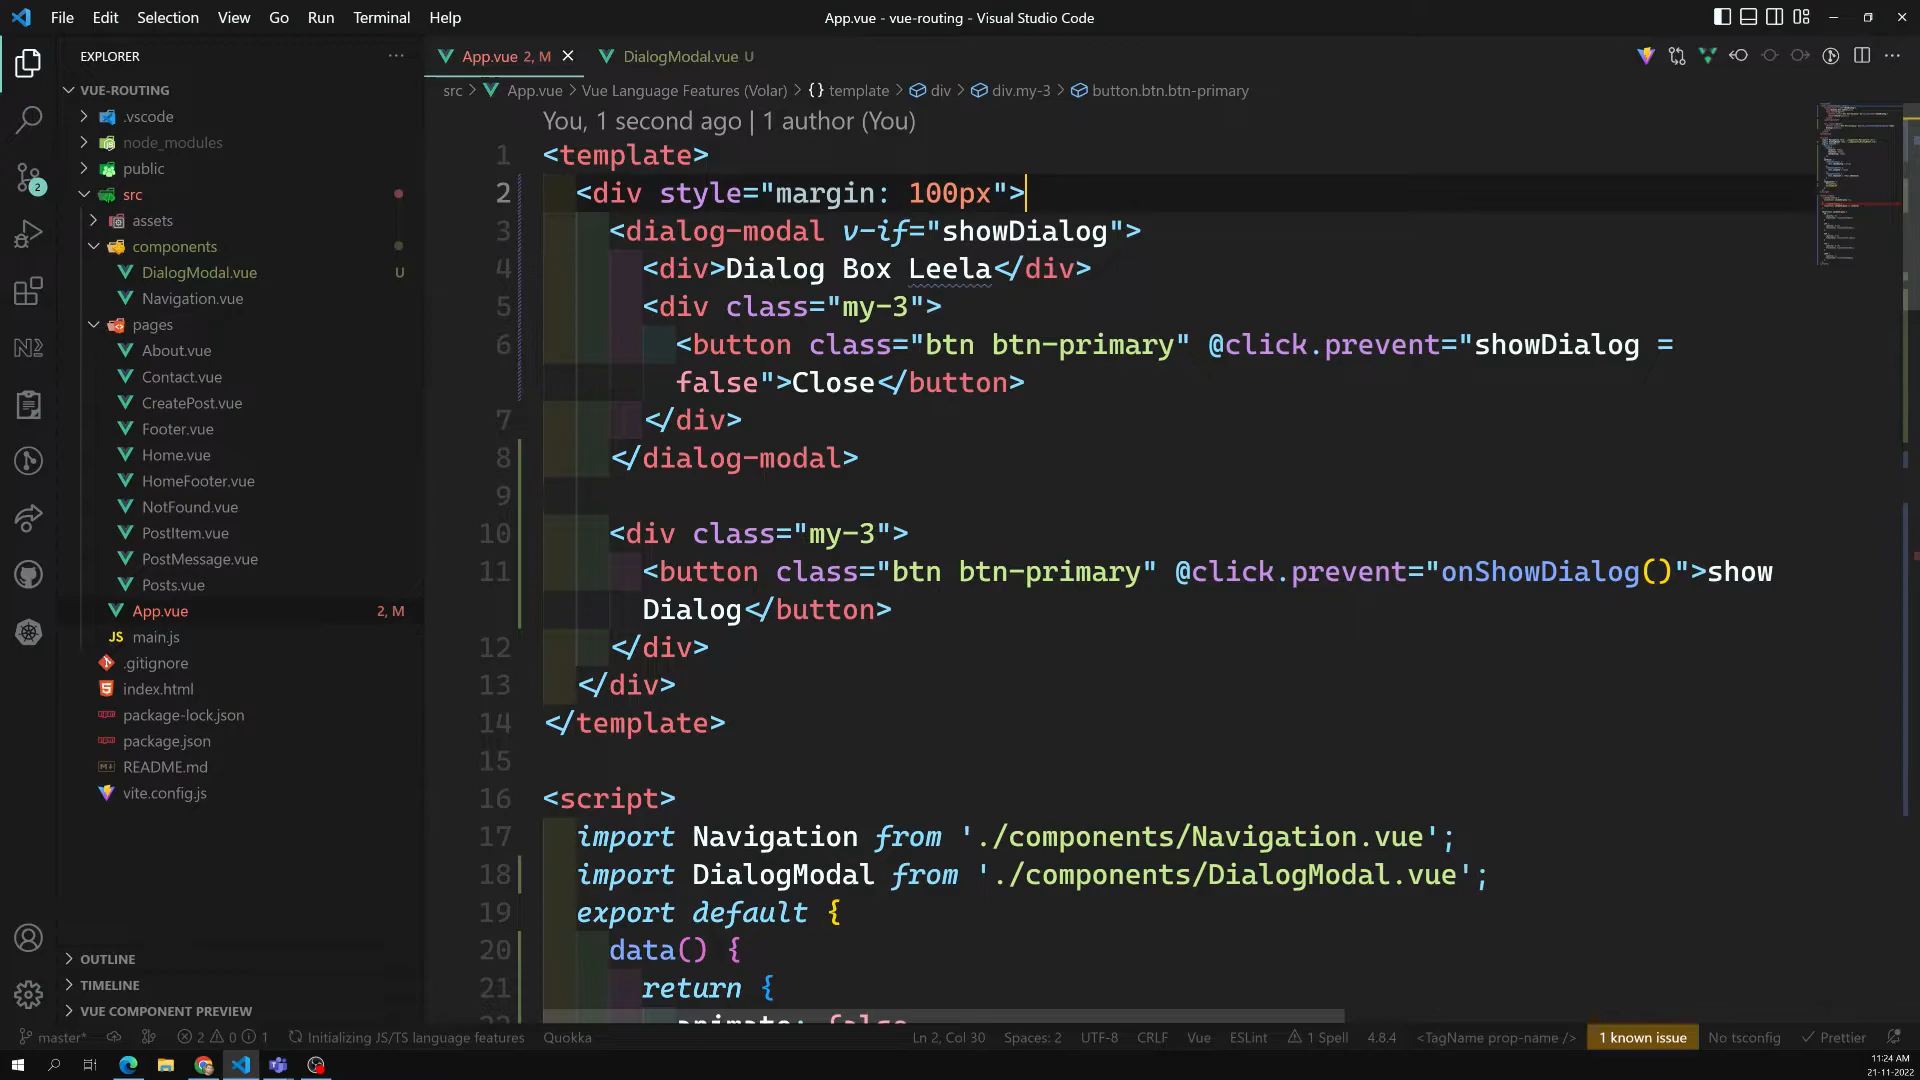 File Edit Selection View Go Run Terminal Help
App.vue - vue-routing - Visual Studio Code
EXPLORER
App.vue 2, M
DialogModal.vue U
VUE-ROUTING
src > App.vue > Vue Language Features (Volar) > {} template > div > div.my-3 > button.btn.btn-primary
.vscode
node_modules
public
src
assets
components
DialogModal.vue U
Navigation.vue
pages
About.vue
Contact.vue
CreatePost.vue
Footer.vue
Home.vue
HomeFooter.vue
NotFound.vue
PostItem.vue
PostMessage.vue
Posts.vue
App.vue 2, M
JS main.js
.gitignore
index.html
package-lock.json
package.json
README.md
vite.config.js
OUTLINE
TIMELINE
VUE COMPONENT PREVIEW
2
You, 1 second ago | 1 author (You)
1 <template>
2 <div style="margin: 100px">
3 <dialog-modal v-if="showDialog">
4 <div>Dialog Box Leela</div>
5 <div class="my-3">
6 <button class="btn btn-primary" @click.prevent="showDialog =
false">Close</button>
7 </div>
8 </dialog-modal>
9
10 <div class="my-3">
11 <button class="btn btn-primary" @click.prevent="onShowDialog()">show
Dialog</button>
12 </div>
13 </div>
14 </template>
15
16 <script>
17 import Navigation from './components/Navigation.vue';
18 import DialogModal from './components/DialogModal.vue';
19 export default {
20 data() {
21 return {
22 animate: false
master* 2 0 1 Initializing JS/TS language features Quokka Ln 2, Col 30 Spaces: 2 UTF-8 CRLF Vue ESLint 1 Spell 4.8.4 <TagName prop-name /> 1 known issue No tsconfig Prettier
11:24 AM
21-11-2022